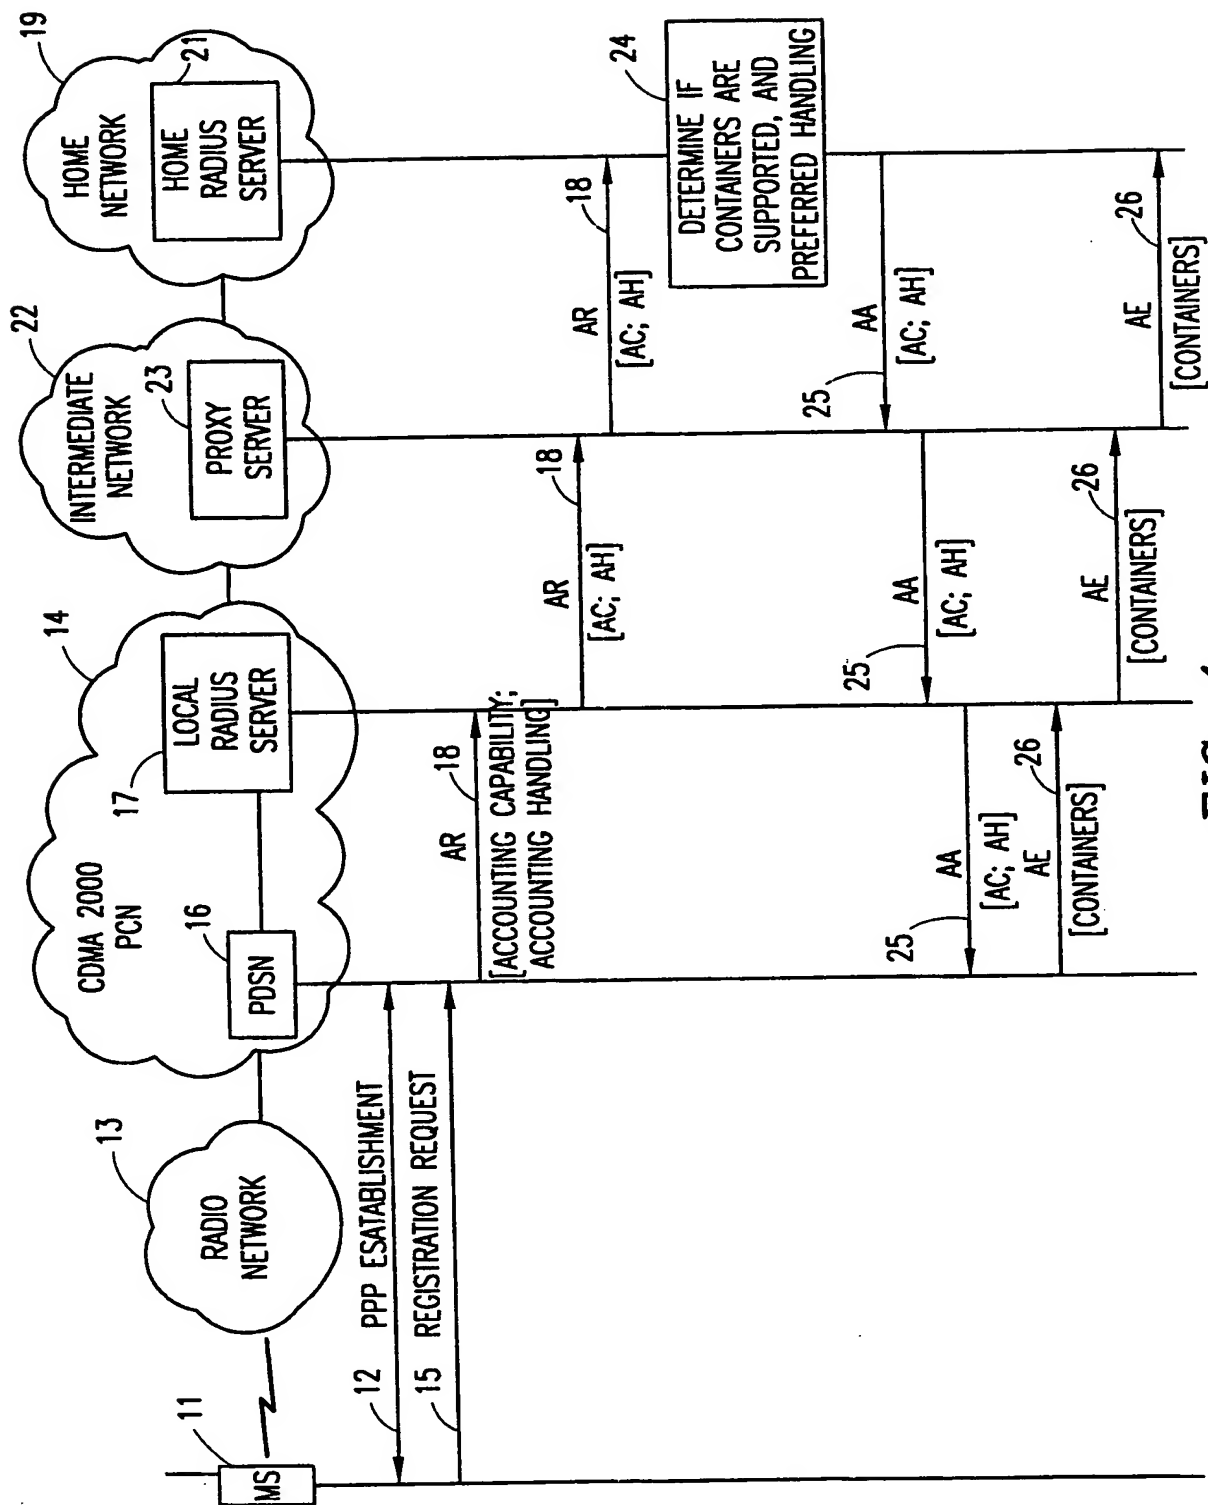 11
MS
13
RADIO
NETWORK
14
CDMA 2000
PCN
16
PDSN
17
LOCAL
RADIUS
SERVER
22
INTERMEDIATE
NETWORK
23
PROXY
SERVER
19
HOME
NETWORK
21
HOME
RADIUS
SERVER
12
PPP ESATABLISHMENT
15
REGISTRATION REQUEST
AR
18
[ACCOUNTING CAPABILITY;
ACCOUNTING HANDLING]
AR
18
[AC; AH]
AR
18
[AC; AH]
24
DETERMINE IF
CONTAINERS ARE
SUPPORTED, AND
PREFERRED HANDLING
25
AA
[AC; AH]
25
AA
[AC; AH]
25
AA
[AC; AH]
AE
26
[CONTAINERS]
AE
26
[CONTAINERS]
AE
26
[CONTAINERS]